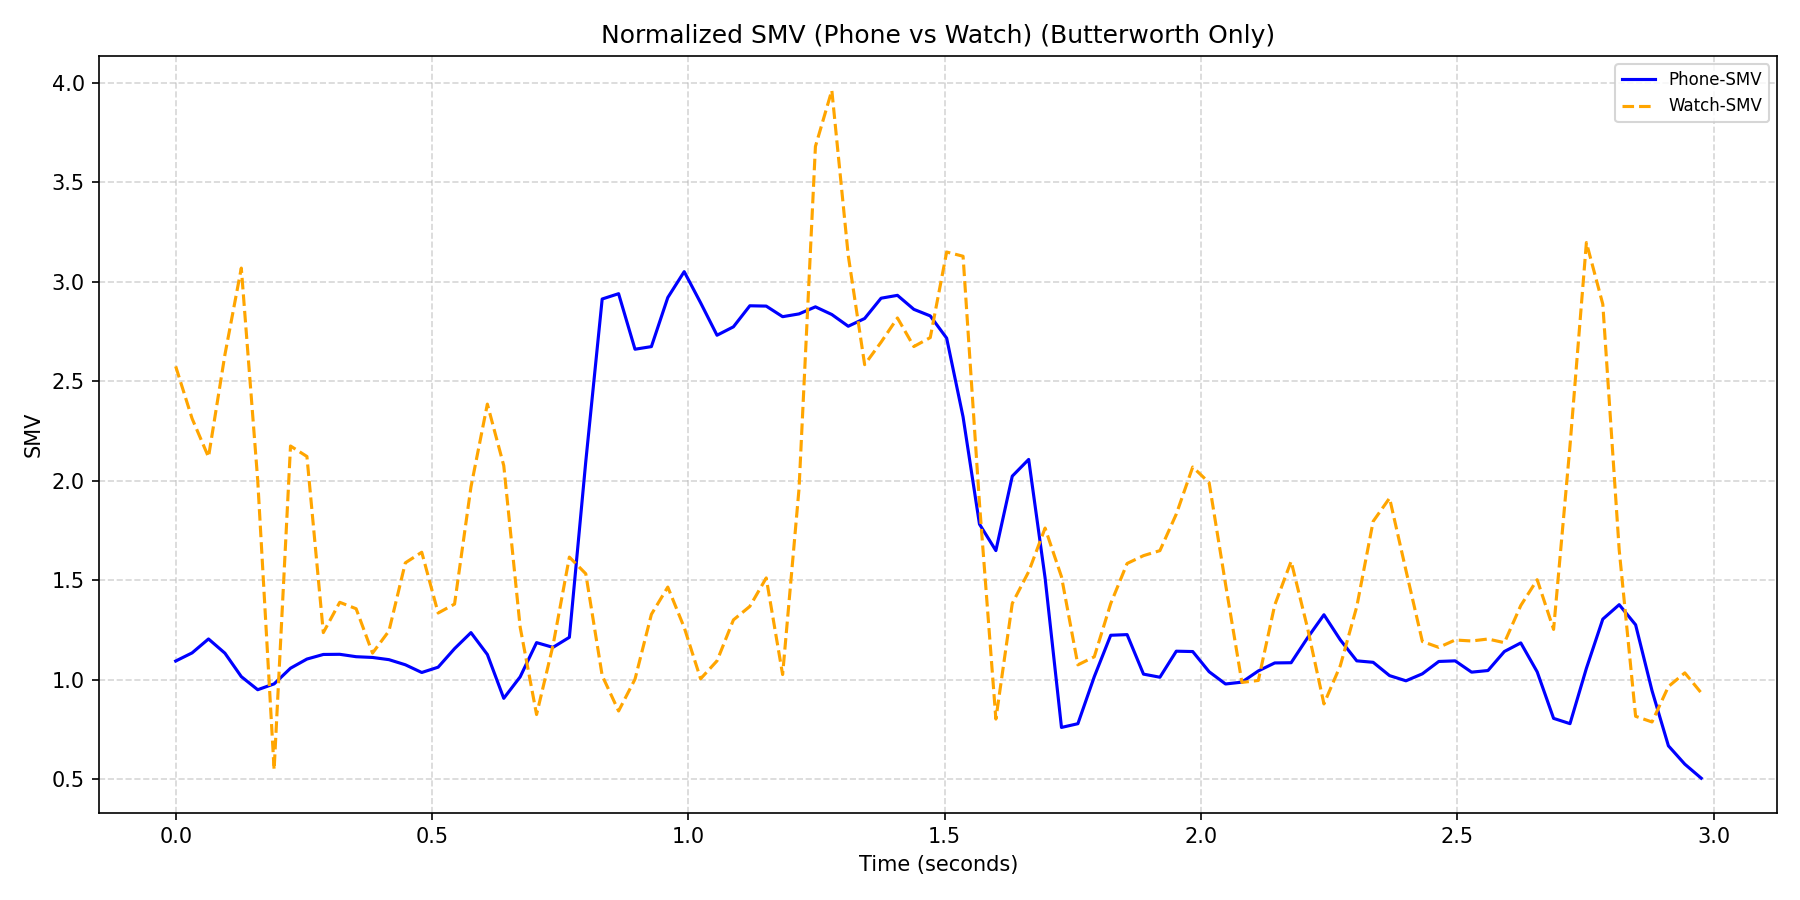 Normalized SMV (Phone vs Watch) (Butterworth Only)
Phone-SMV
Watch-SMV
4.0
3.5
3.0
2.5
2.0
1.5
1.0
0.5
SMV
0.0 0.5 1.0 1.5 2.0 2.5 3.0
Time (seconds)